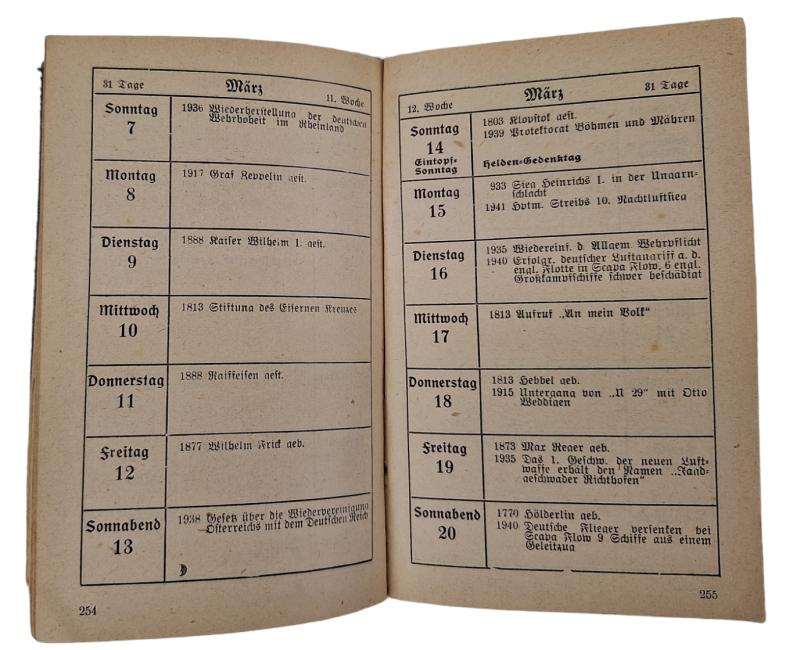 31 Tage März 11. Woche
Sonntag
7
1936 Wiederherstellung der deutschen
Wehrhoheit im Rheinland
Montag
8
1917 Graf Zeppelin gest.
Dienstag
9
1888 Kaiser Wilhelm I. gest.
Mittwoch
10
1813 Stiftung des Eisernen Kreuzes
Donnerstag
11
1888 Raiffeisen gest.
Freitag
12
1877 Wilhelm Frick geb.
Sonnabend
13
1938 Gesetz über die Wiedervereinigung
Österreichs mit dem Deutschen Reich
254
12. Woche März 31 Tage
Sonntag
14
Eintopf-
Sonntag
1803 Klopstok gest.
1939 Protektorat Böhmen und Mähren
Helden-Gedenktag
Montag
15
933 Sieg Heinrichs I. in der Ungarn-
schlacht
1941 Hptm. Streibs 10. Nachtluftsieg
Dienstag
16
1935 Wiedereinf. d. Allgem. Wehrpflicht
1940 Erfolgr. deutscher Luftangriff a. d.
engl. Flotte in Scapa Flow. 6 engl.
Großkampfschiffe schwer beschädigt
Mittwoch
17
1813 Aufruf „An mein Volk“
Donnerstag
18
1813 Hebbel geb.
1915 Untergang von „U 29“ mit Otto
Weddigen
Freitag
19
1873 Max Reger geb.
1935 Das 1. Geschw. der neuen Luft-
waffe erhält den Namen „Jagd-
geschwader Richthofen“
Sonnabend
20
1770 Hölderlin geb.
1940 Deutsche Flieger versenken bei
Scapa Flow 9 Schiffe aus einem
Geleitzug
255